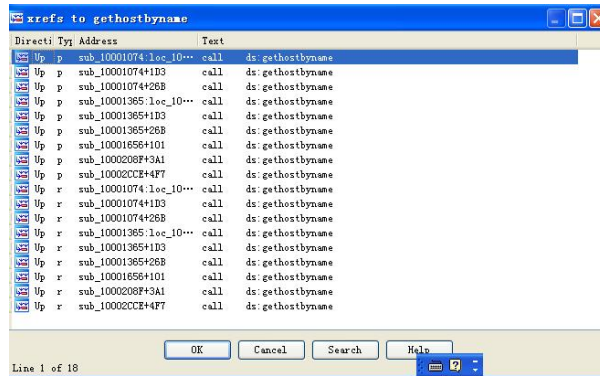 xrefs to gethostbyname
Directi Typ Address Text
Up p sub_10001074:loc_10··· call ds:gethostbyname
Up p sub_10001074+1D3 call ds:gethostbyname
Up p sub_10001074+26B call ds:gethostbyname
Up p sub_10001365:loc_10··· call ds:gethostbyname
Up p sub_10001365+1D3 call ds:gethostbyname
Up p sub_10001365+26B call ds:gethostbyname
Up p sub_10001656+101 call ds:gethostbyname
Up p sub_1000208F+3A1 call ds:gethostbyname
Up p sub_10002CCE+4F7 call ds:gethostbyname
Up r sub_10001074:loc_10··· call ds:gethostbyname
Up r sub_10001074+1D3 call ds:gethostbyname
Up r sub_10001074+26B call ds:gethostbyname
Up r sub_10001365:loc_10··· call ds:gethostbyname
Up r sub_10001365+1D3 call ds:gethostbyname
Up r sub_10001365+26B call ds:gethostbyname
Up r sub_10001656+101 call ds:gethostbyname
Up r sub_1000208F+3A1 call ds:gethostbyname
Up r sub_10002CCE+4F7 call ds:gethostbyname
OK Cancel Search Help
Line 1 of 18